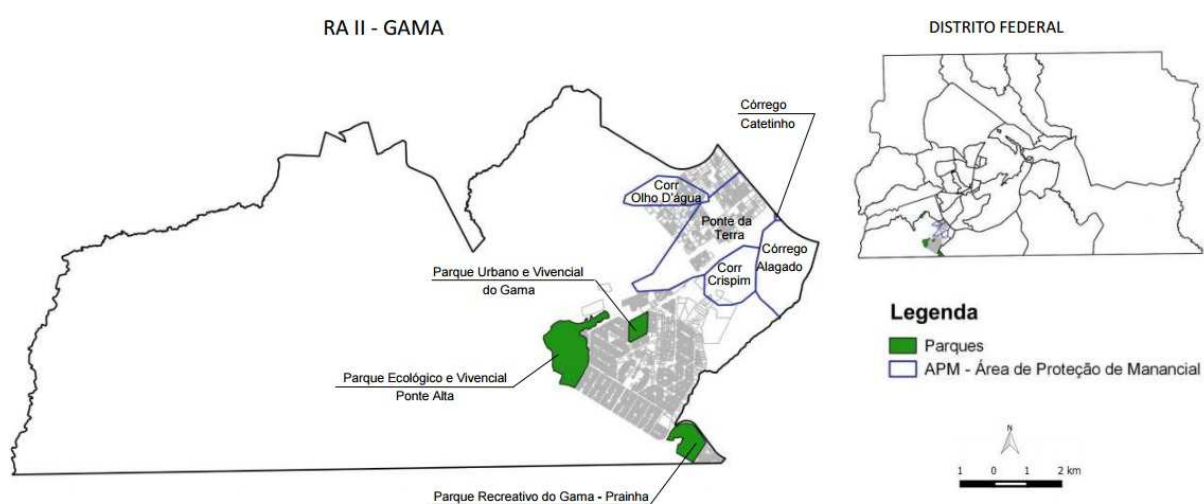 RA II - GAMA
DISTRITO FEDERAL
Córrego
Catetinho
Corr
Olho D'água
Ponte da
Terra
Córrego
Alagado
Corr
Crispim
Parque Urbano e Vivencial
do Gama
Parque Ecológico e Vivencial
Ponte Alta
Parque Recreativo do Gama - Prainha
Legenda
Parques
APM - Área de Proteção de Manancial
N
1 0 1 2 km